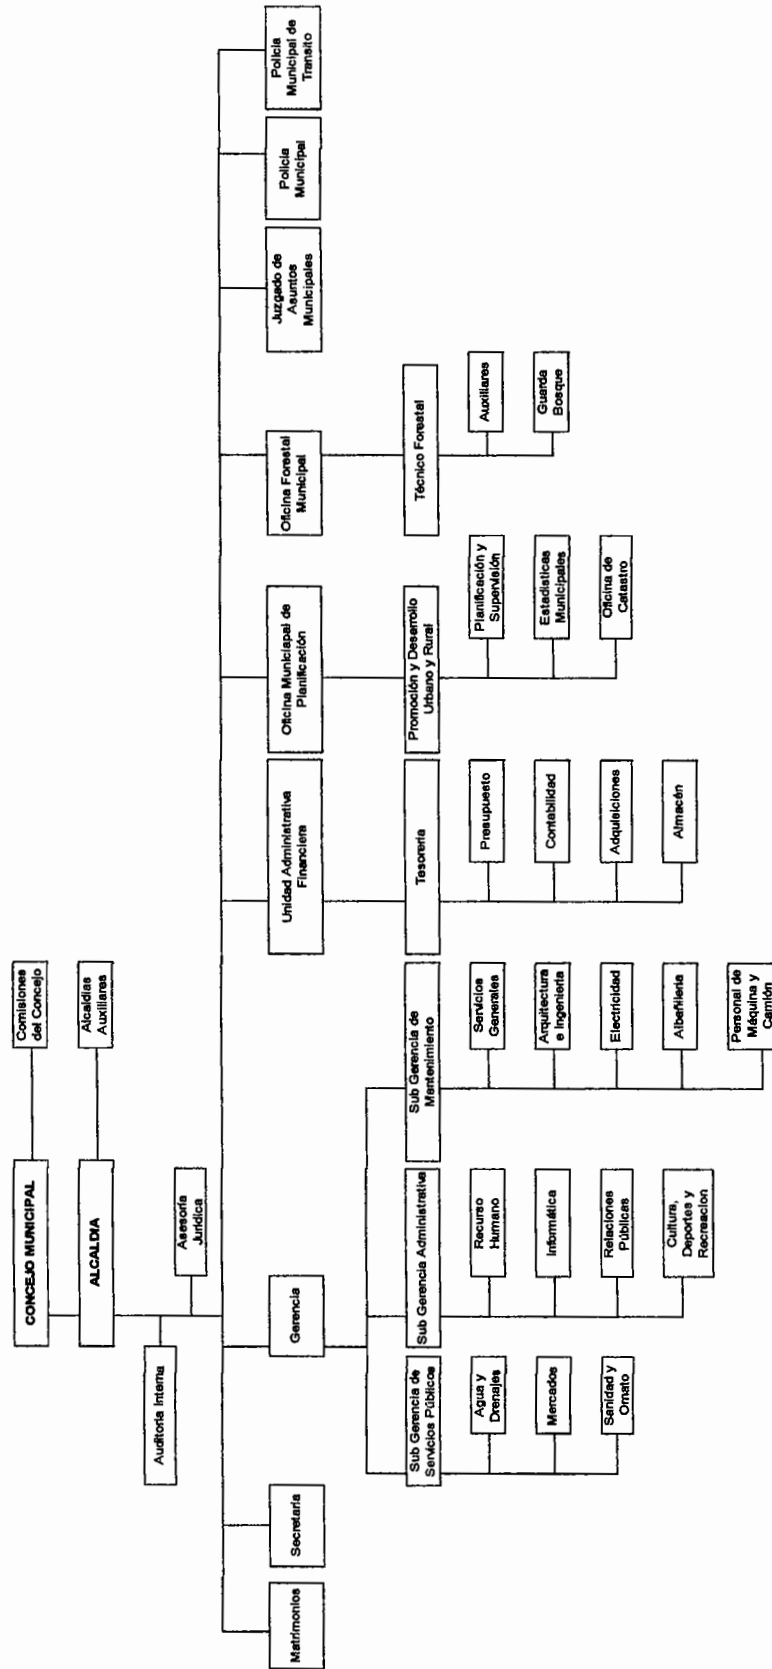 CONCEJO MUNICIPAL
Comisiones
del Concejo
ALCALDIA
Alcaldías
Auxiliares
Auditoria Interna
Asesoría
Jurídica
Matrimonios
Secretaría
Gerencia
Unidad Administrativa
Financiera
Oficina Municiapal de
Planificación
Oficina Forestal
Municipal
Juzgado de
Asuntos
Municipales
Policia
Municipal
Policia
Municipal de
Transito
Sub Gerencia de
Servicios Públicos
Sub Gerencia Administrativa
Sub Gerencia de
Mantenimiento
Tesorería
Promoción y Desarrollo
Urbano y Rural
Técnico Forestal
Agua y
Drenajes
Mercados
Sanidad y
Ornato
Recurso
Humano
Informática
Relaciones
Públicas
Cultura,
Deportes y
Recreacion
Servicios
Generales
Arquitectura
e Ingeniería
Electricidad
Albañilería
Personal de
Máquina y
Camión
Presupuesto
Contabilidad
Adquisiciones
Almacén
Planificación y
Supervisión
Estadísticas
Municipales
Oficina de
Catastro
Auxiliares
Guarda
Bosque